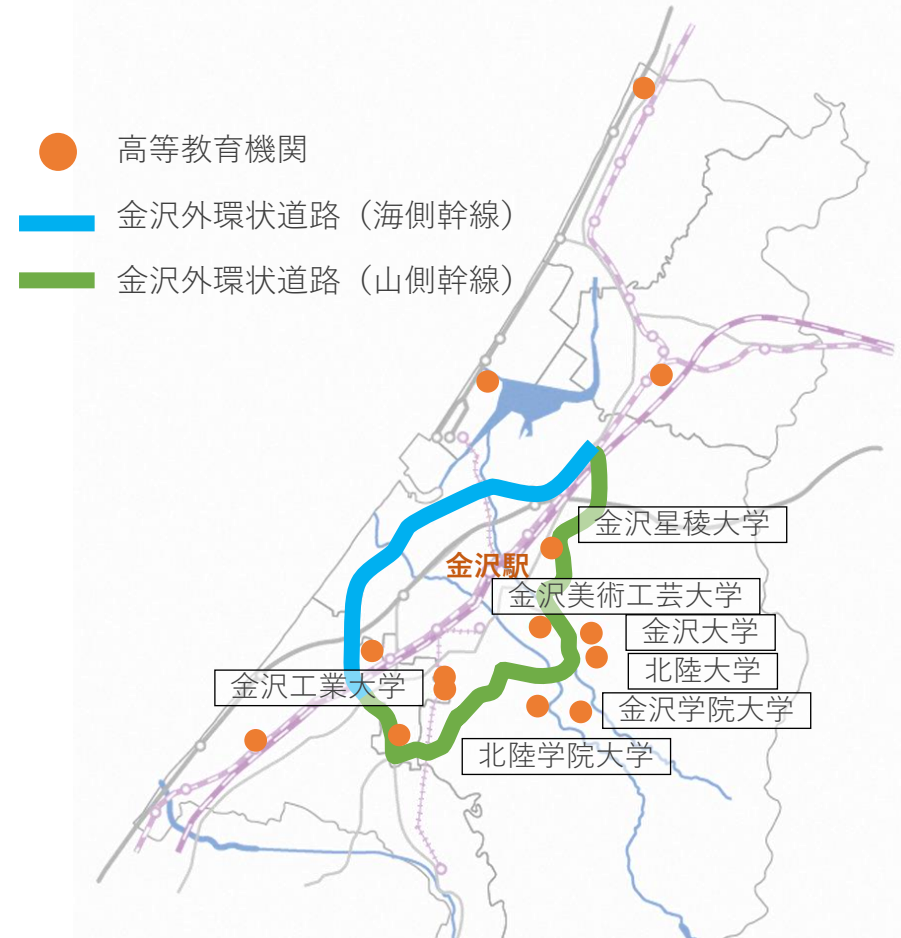 高等教育機関
金沢外環状道路（海側幹線）
金沢外環状道路（山側幹線）
金沢星稜大学
金沢駅
金沢美術工芸大学
金沢大学
北陸大学
金沢工業大学
金沢学院大学
北陸学院大学